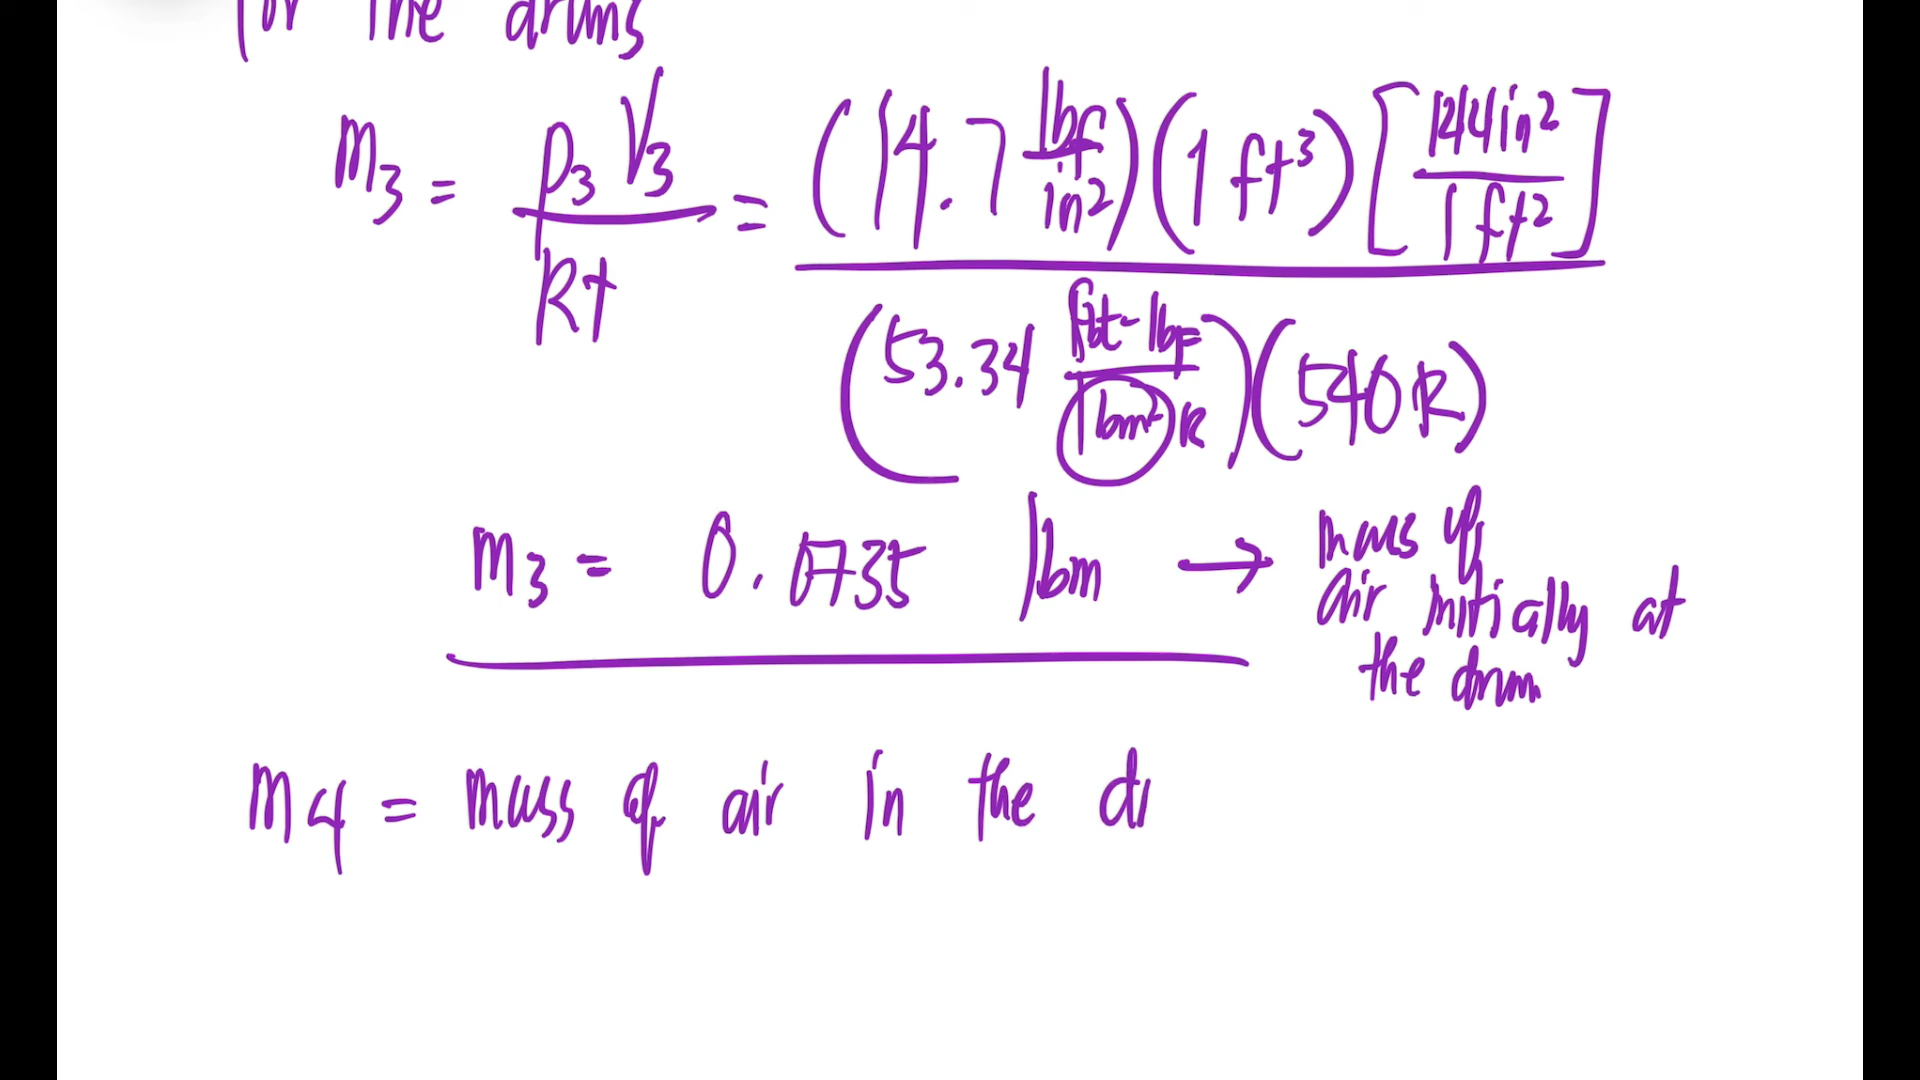 for the drums
m3 = p3 V3 / Rt = (14.7 lbf/in²)(1 ft³)[144 in²/1 ft²] / (53.34 ft-lbf/lbm² R)(540 R)
m3 = 0.0735 lbm → mass of
air initially at
the drum
m4 = mass of air in the dr